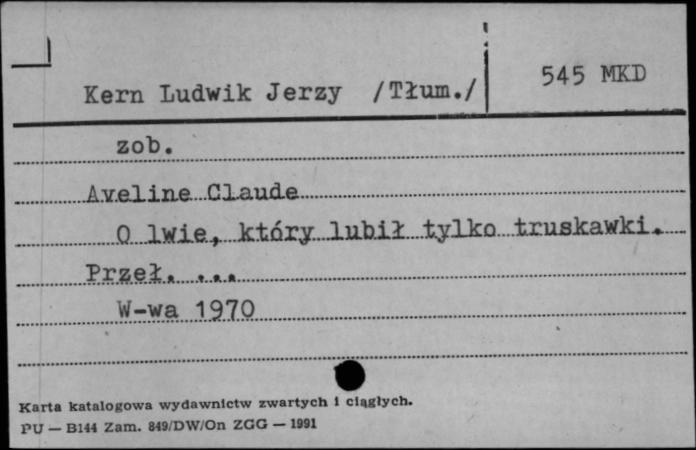 Kern Ludwik Jerzy /Tłum./
545 MKD
zob.
Aveline Claude
O lwie, który lubił tylko truskawki.
Przeł. ...
W-wa 1970
Karta katalogowa wydawnictw zwartych i ciągłych.
PU — B144 Zam. 849/DW/On ZGG — 1991